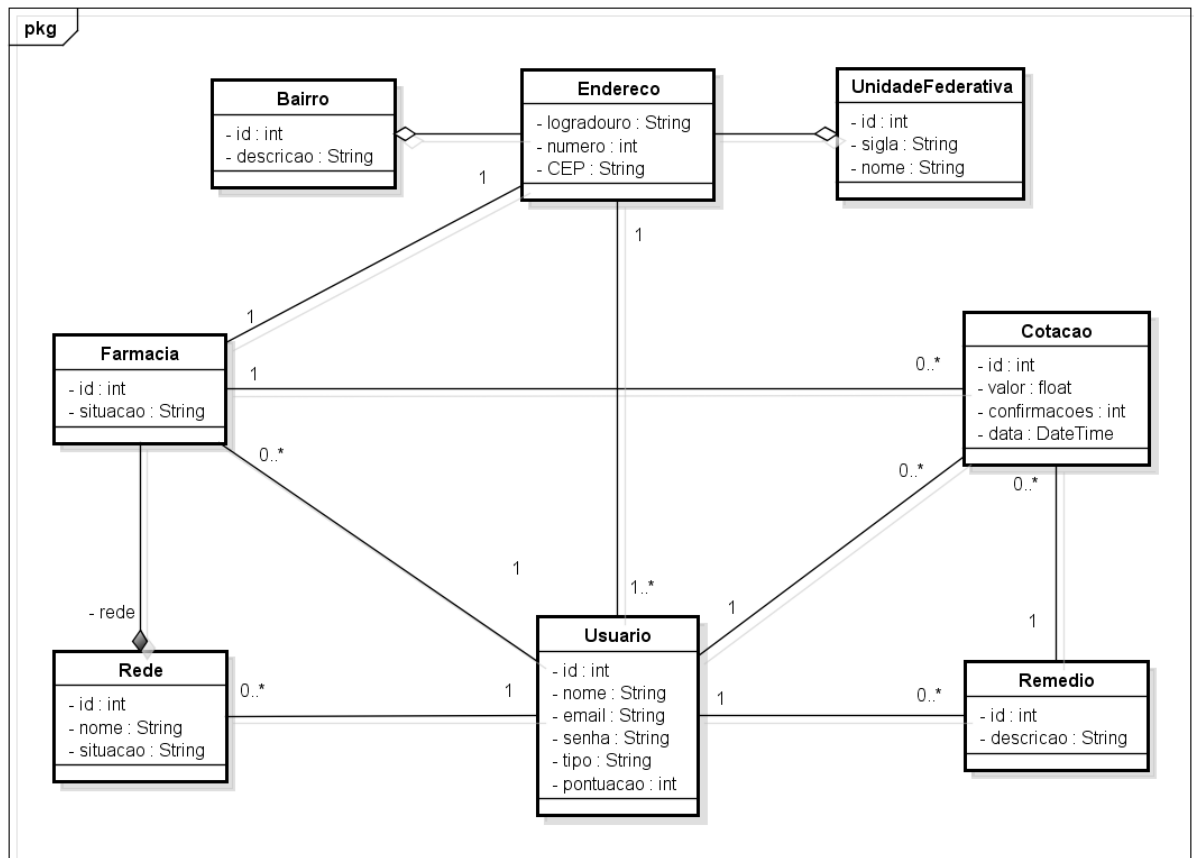 pkg
Bairro
- id : int
- descricao : String
Endereco
- logradouro : String
- numero : int
- CEP : String
UnidadeFederativa
- id : int
- sigla : String
- nome : String
1
1
1
Farmacia
- id : int
- situacao : String
1
0..*
Cotacao
- id : int
- valor : float
- confirmacoes : int
- data : DateTime
0..*
0..*
0..*
1
1..*
1
1
- rede
Rede
- id : int
- nome : String
- situacao : String
0..*
1
Usuario
- id : int
- nome : String
- email : String
- senha : String
- tipo : String
- pontuacao : int
1
0..*
Remedio
- id : int
- descricao : String